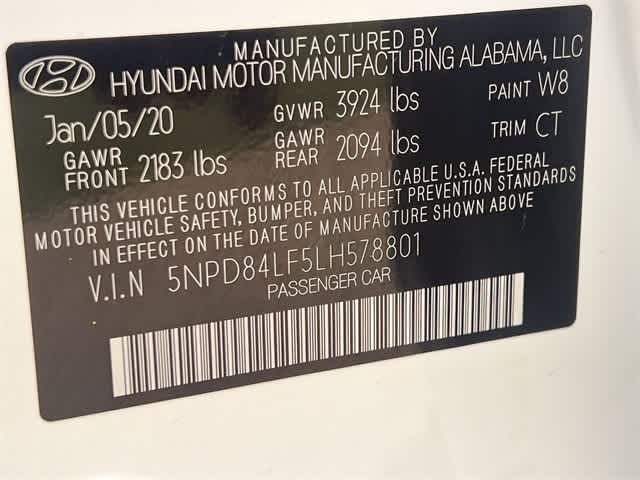 MANUFACTURED BY
HYUNDAI MOTOR MANUFACTURING ALABAMA, LLC
Jan/05/20 GVWR 3924 lbs PAINT W8
GAWR FRONT 2183 lbs GAWR REAR 2094 lbs TRIM CT
THIS VEHICLE CONFORMS TO ALL APPLICABLE U.S.A. FEDERAL
MOTOR VEHICLE SAFETY, BUMPER, AND THEFT PREVENTION STANDARDS
IN EFFECT ON THE DATE OF MANUFACTURE SHOWN ABOVE
V.I.N 5NPD84LF5LH578801
PASSENGER CAR